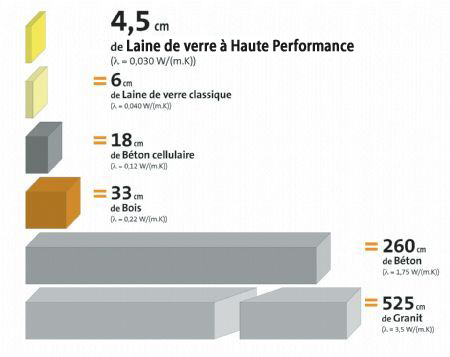 4,5 cm
de Laine de verre à Haute Performance
(λ = 0,030 W/(m.K))
= 6 cm
de Laine de verre classique
(λ = 0,040 W/(m.K))
= 18 cm
de Béton cellulaire
(λ = 0,12 W/(m.K))
= 33 cm
de Bois
(λ = 0,22 W/(m.K))
= 260 cm
de Béton
(λ = 1,75 W/(m.K))
= 525 cm
de Granit
(λ = 3,5 W/(m.K))